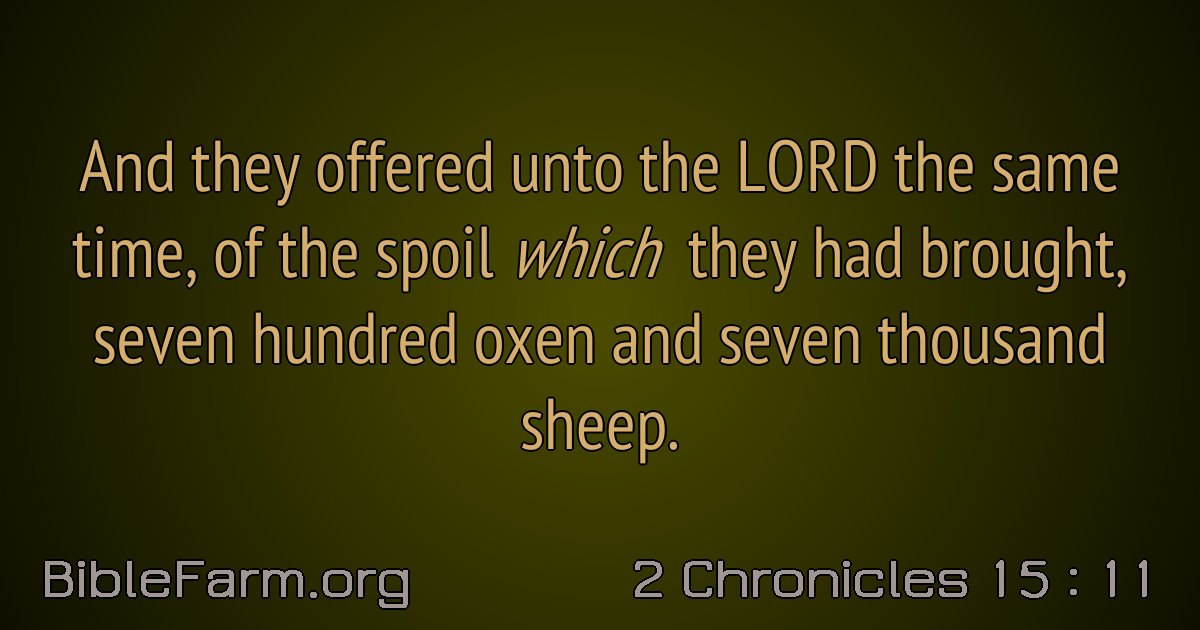 And they offered unto the LORD the same
time, of the spoil which they had brought,
seven hundred oxen and seven thousand
sheep.
BibleFarm.org
2 Chronicles 15 : 11